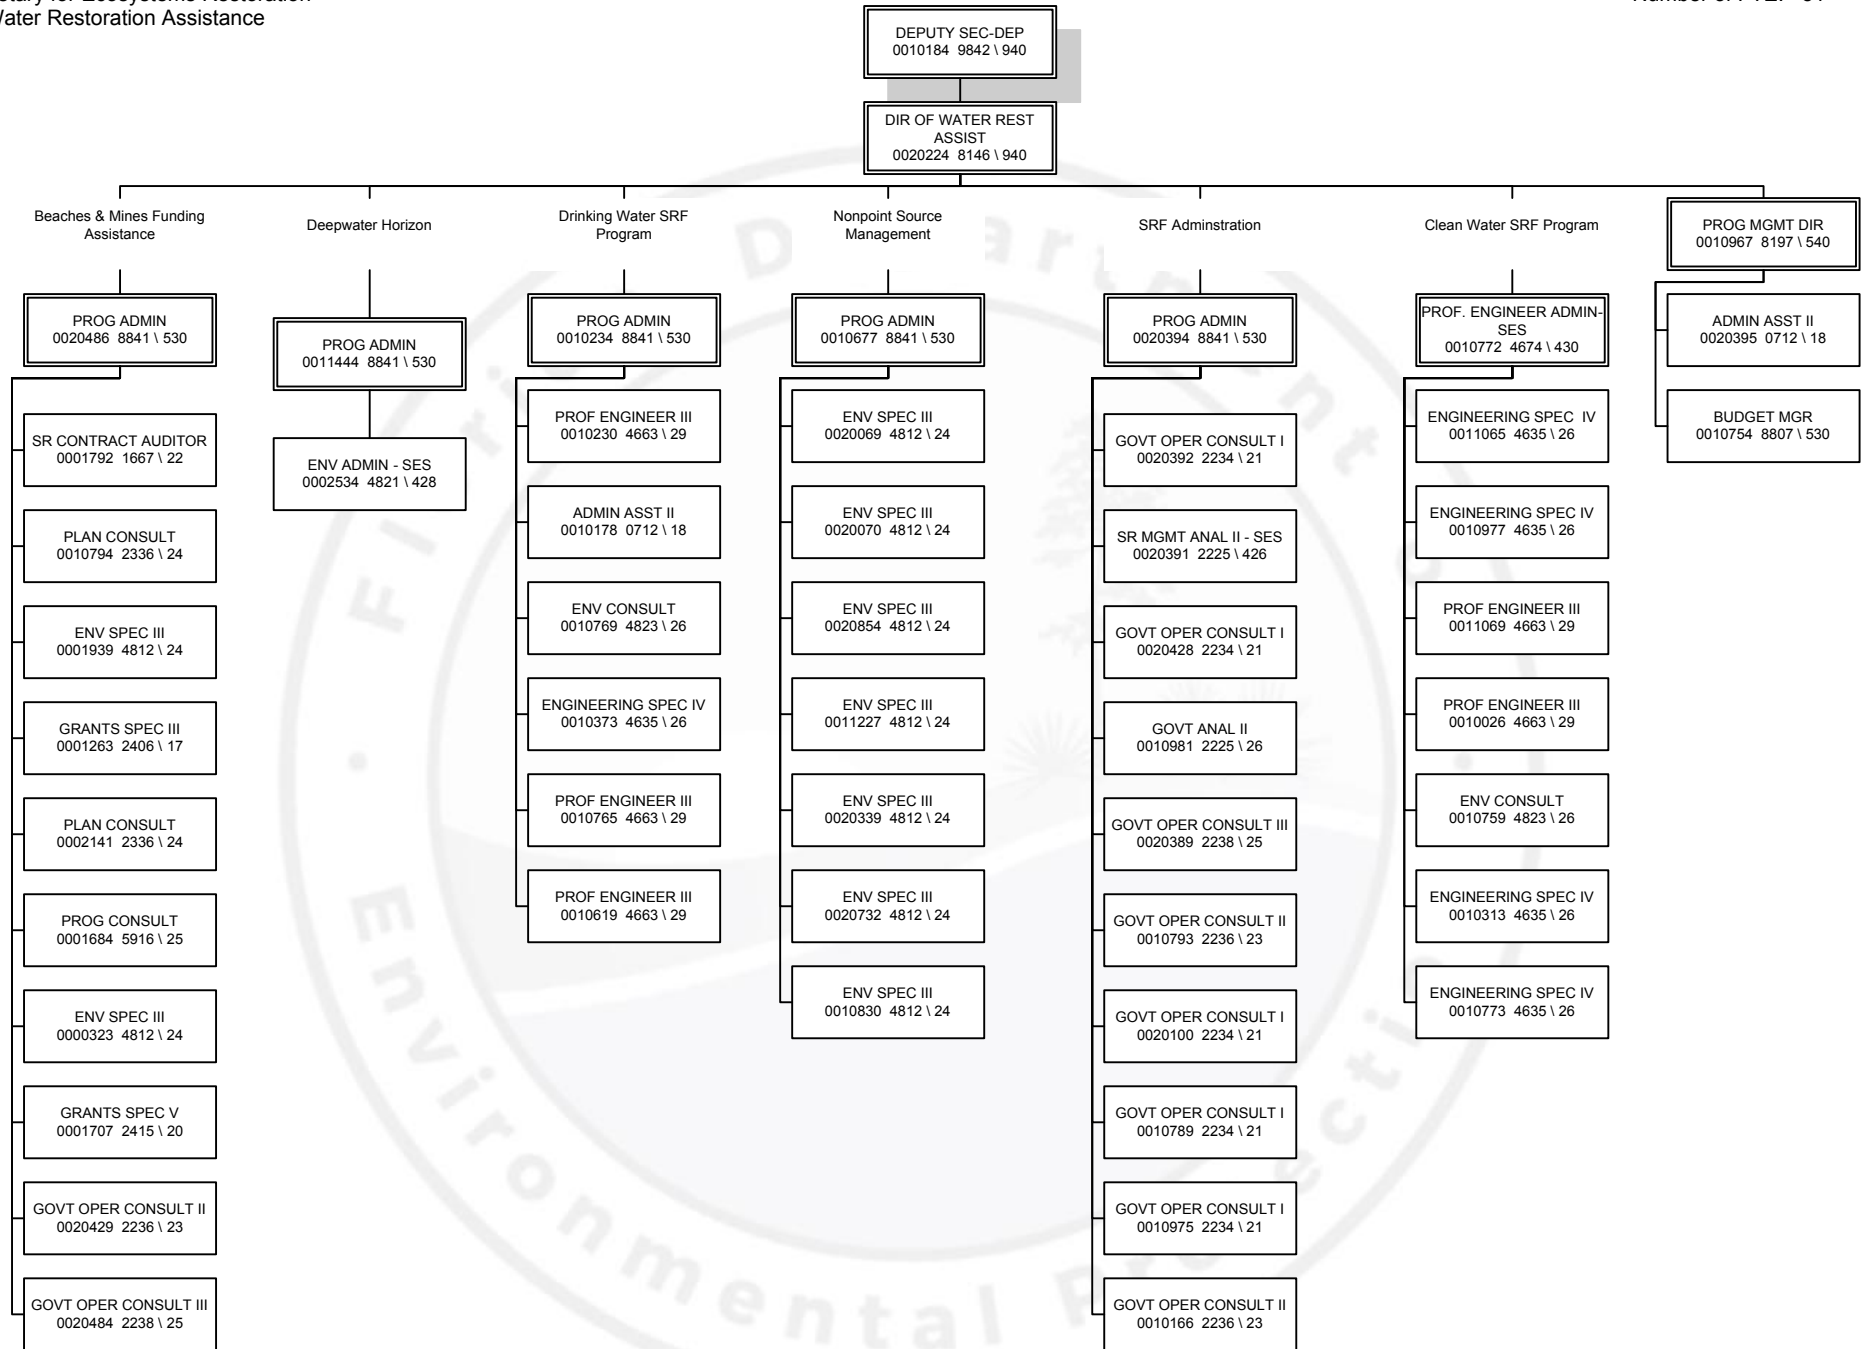 Water Restoration Assistance
DEPUTY SEC-DEP
0010184 9842 \ 940
DIR OF WATER REST
ASSIST
0020224 8146 \ 940
Beaches & Mines Funding
Assistance
PROG ADMIN
0020486 8841 \ 530
SR CONTRACT AUDITOR
0001792 1667 \ 22
PLAN CONSULT
0010794 2336 \ 24
ENV SPEC III
0001939 4812 \ 24
GRANTS SPEC III
0001263 2406 \ 17
PLAN CONSULT
0002141 2336 \ 24
PROG CONSULT
0001684 5916 \ 25
ENV SPEC III
0000323 4812 \ 24
GRANTS SPEC V
0001707 2415 \ 20
GOVT OPER CONSULT II
0020429 2236 \ 23
GOVT OPER CONSULT III
0020484 2238 \ 25
Deepwater Horizon
PROG ADMIN
0011444 8841 \ 530
ENV ADMIN - SES
0002534 4821 \ 428
Drinking Water SRF
Program
PROG ADMIN
0010234 8841 \ 530
PROF ENGINEER III
0010230 4663 \ 29
ADMIN ASST II
0010178 0712 \ 18
ENV CONSULT
0010769 4823 \ 26
ENGINEERING SPEC IV
0010373 4635 \ 26
PROF ENGINEER III
0010765 4663 \ 29
PROF ENGINEER III
0010619 4663 \ 29
Nonpoint Source
Management
PROG ADMIN
0010677 8841 \ 530
ENV SPEC III
0020069 4812 \ 24
ENV SPEC III
0020070 4812 \ 24
ENV SPEC III
0020854 4812 \ 24
ENV SPEC III
0011227 4812 \ 24
ENV SPEC III
0020339 4812 \ 24
ENV SPEC III
0020732 4812 \ 24
ENV SPEC III
0010830 4812 \ 24
SRF Adminstration
PROG ADMIN
0020394 8841 \ 530
GOVT OPER CONSULT I
0020392 2234 \ 21
SR MGMT ANAL II - SES
0020391 2225 \ 426
GOVT OPER CONSULT I
0020428 2234 \ 21
GOVT ANAL II
0010981 2225 \ 26
GOVT OPER CONSULT III
0020389 2238 \ 25
GOVT OPER CONSULT II
0010793 2236 \ 23
GOVT OPER CONSULT I
0020100 2234 \ 21
GOVT OPER CONSULT I
0010789 2234 \ 21
GOVT OPER CONSULT I
0010975 2234 \ 21
GOVT OPER CONSULT II
0010166 2236 \ 23
Clean Water SRF Program
PROF. ENGINEER ADMIN-
SES
0010772 4674 \ 430
ENGINEERING SPEC IV
0011065 4635 \ 26
ENGINEERING SPEC IV
0010977 4635 \ 26
PROF ENGINEER III
0011069 4663 \ 29
PROF ENGINEER III
0010026 4663 \ 29
ENV CONSULT
0010759 4823 \ 26
ENGINEERING SPEC IV
0010313 4635 \ 26
ENGINEERING SPEC IV
0010773 4635 \ 26
PROG MGMT DIR
0010967 8197 \ 540
ADMIN ASST II
0020395 0712 \ 18
BUDGET MGR
0010754 8807 \ 530